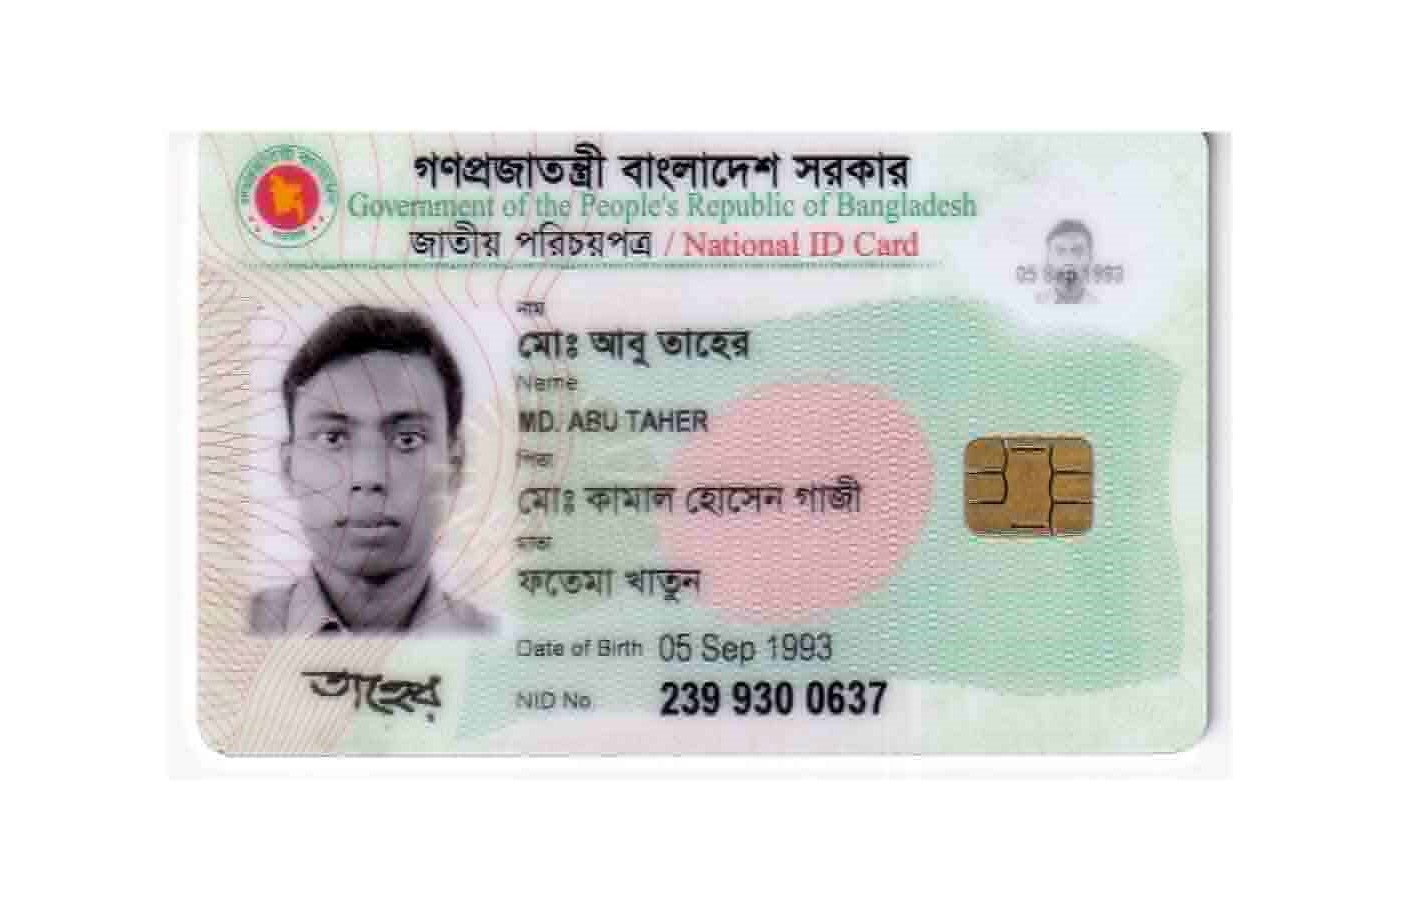 গণপ্রজাতন্ত্রী বাংলাদেশ সরকার
Government of the People's Republic of Bangladesh
জাতীয় পরিচয়পত্র / National ID Card
05 Sep 1993
নাম
মোঃ আবু তাহের
Name
MD. ABU TAHER
পিতা
মোঃ কামাল হোসেন গাজী
মাতা
ফতেমা খাতুন
Date of Birth 05 Sep 1993
তাহের
NID No. 239 930 0637